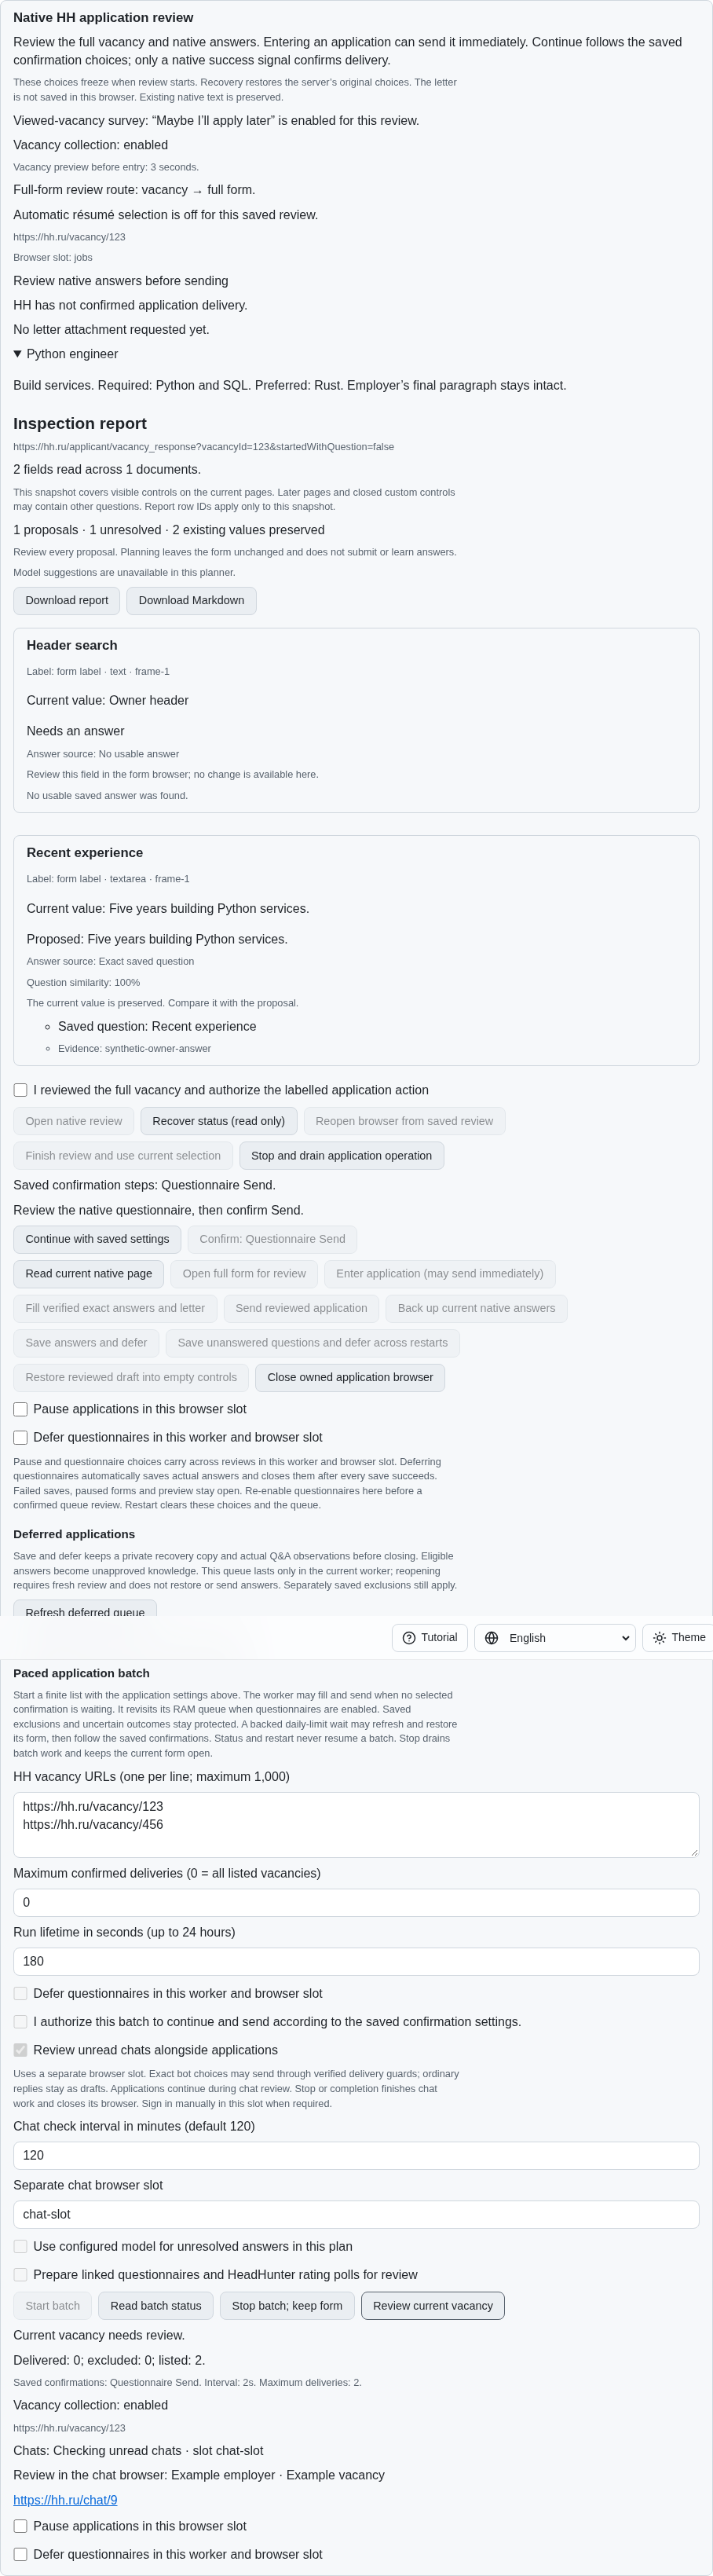 Native HH application review
Review the full vacancy and native answers. Entering an application can send it immediately. Continue follows the saved
confirmation choices; only a native success signal confirms delivery.
These choices freeze when review starts. Recovery restores the server’s original choices. The letter
is not saved in this browser. Existing native text is preserved.
Viewed-vacancy survey: “Maybe I’ll apply later” is enabled for this review.
Vacancy collection: enabled
Vacancy preview before entry: 3 seconds.
Full-form review route: vacancy → full form.
Automatic résumé selection is off for this saved review.
https://hh.ru/vacancy/123
Browser slot: jobs
Review native answers before sending
HH has not confirmed application delivery.
No letter attachment requested yet.
Python engineer
Build services. Required: Python and SQL. Preferred: Rust. Employer’s final paragraph stays intact.
Inspection report
https://hh.ru/applicant/vacancy_response?vacancyId=123&startedWithQuestion=false
2 fields read across 1 documents.
This snapshot covers visible controls on the current pages. Later pages and closed custom controls
may contain other questions. Report row IDs apply only to this snapshot.
1 proposals · 1 unresolved · 2 existing values preserved
Review every proposal. Planning leaves the form unchanged and does not submit or learn answers.
Model suggestions are unavailable in this planner.
Download report Download Markdown
Header search
Label: form label · text · frame-1
Current value: Owner header
Needs an answer
Answer source: No usable answer
Review this field in the form browser; no change is available here.
No usable saved answer was found.
Recent experience
Label: form label · textarea · frame-1
Current value: Five years building Python services.
Proposed: Five years building Python services.
Answer source: Exact saved question
Question similarity: 100%
The current value is preserved. Compare it with the proposal.
Saved question: Recent experience
Evidence: synthetic-owner-answer
I reviewed the full vacancy and authorize the labelled application action
Open native review Recover status (read only) Reopen browser from saved review
Finish review and use current selection Stop and drain application operation
Saved confirmation steps: Questionnaire Send.
Review the native questionnaire, then confirm Send.
Continue with saved settings Confirm: Questionnaire Send
Read current native page Open full form for review Enter application (may send immediately)
Fill verified exact answers and letter Send reviewed application Back up current native answers
Save answers and defer Save unanswered questions and defer across restarts
Restore reviewed draft into empty controls Close owned application browser
Pause applications in this browser slot
Defer questionnaires in this worker and browser slot
Pause and questionnaire choices carry across reviews in this worker and browser slot. Deferring
questionnaires automatically saves actual answers and closes them after every save succeeds.
Failed saves, paused forms and preview stay open. Re-enable questionnaires here before a
confirmed queue review. Restart clears these choices and the queue.
Deferred applications
Save and defer keeps a private recovery copy and actual Q&A observations before closing. Eligible
answers become unapproved knowledge. This queue lasts only in the current worker; reopening
requires fresh review and does not restore or send answers. Separately saved exclusions still apply.
Refresh deferred queue
Tutorial English Theme
Paced application batch
Start a finite list with the application settings above. The worker may fill and send when no selected
confirmation is waiting. It revisits its RAM queue when questionnaires are enabled. Saved
exclusions and uncertain outcomes stay protected. A backed daily-limit wait may refresh and restore
its form, then follow the saved confirmations. Status and restart never resume a batch. Stop drains
batch work and keeps the current form open.
HH vacancy URLs (one per line; maximum 1,000)
https://hh.ru/vacancy/123
https://hh.ru/vacancy/456
Maximum confirmed deliveries (0 = all listed vacancies)
0
Run lifetime in seconds (up to 24 hours)
180
Defer questionnaires in this worker and browser slot
I authorize this batch to continue and send according to the saved confirmation settings.
Review unread chats alongside applications
Uses a separate browser slot. Exact bot choices may send through verified delivery guards; ordinary
replies stay as drafts. Applications continue during chat review. Stop or completion finishes chat
work and closes its browser. Sign in manually in this slot when required.
Chat check interval in minutes (default 120)
120
Separate chat browser slot
chat-slot
Use configured model for unresolved answers in this plan
Prepare linked questionnaires and HeadHunter rating polls for review
Start batch Read batch status Stop batch; keep form Review current vacancy
Current vacancy needs review.
Delivered: 0; excluded: 0; listed: 2.
Saved confirmations: Questionnaire Send. Interval: 2s. Maximum deliveries: 2.
Vacancy collection: enabled
https://hh.ru/vacancy/123
Chats: Checking unread chats · slot chat-slot
Review in the chat browser: Example employer · Example vacancy
https://hh.ru/chat/9
Pause applications in this browser slot
Defer questionnaires in this worker and browser slot